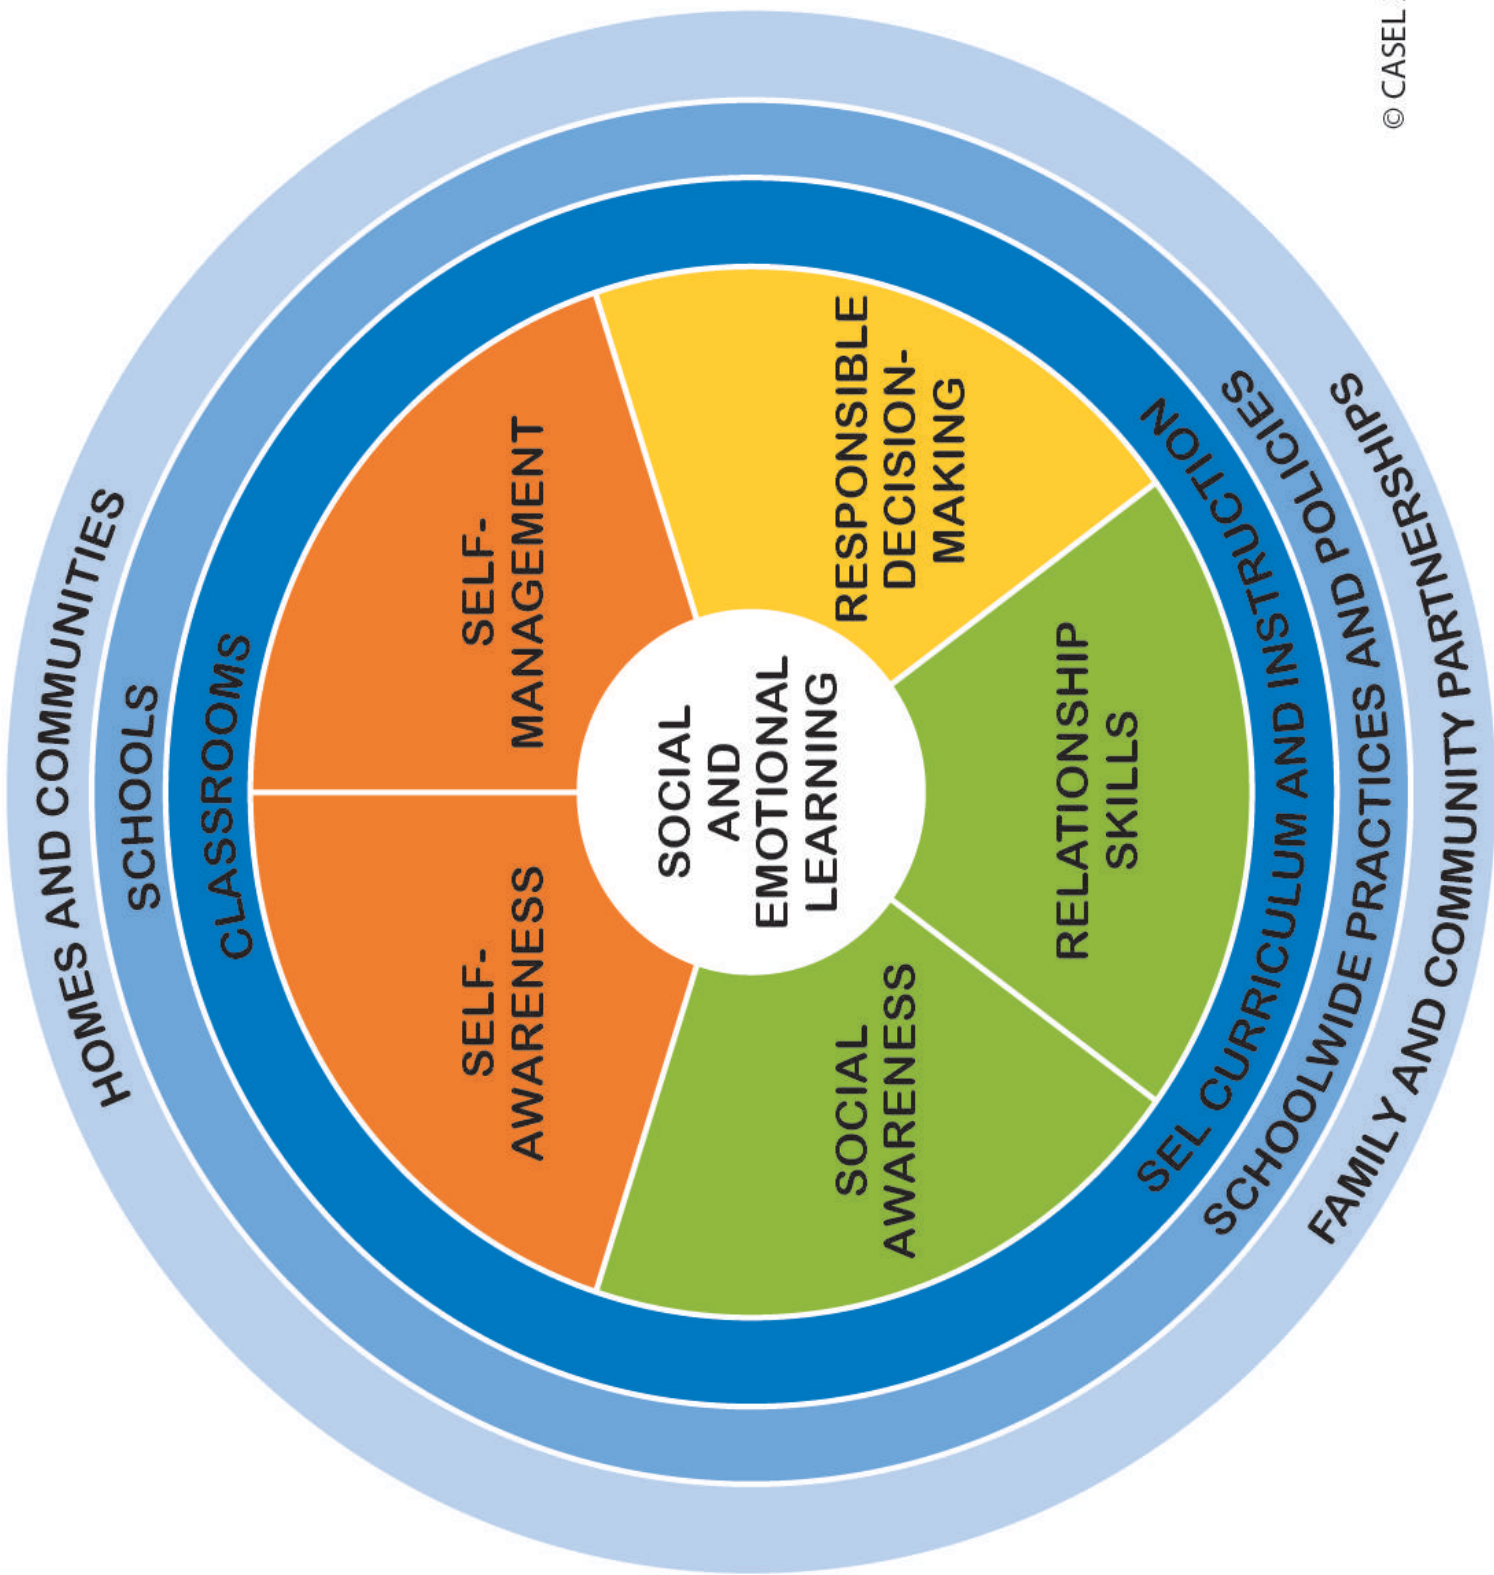 HOMES AND COMMUNITIES
SCHOOLS
CLASSROOMS
SELF-
AWARENESS
SELF-
MANAGEMENT
SOCIAL
AND
EMOTIONAL
LEARNING
SOCIAL
AWARENESS
RESPONSIBLE
DECISION-
MAKING
RELATIONSHIP
SKILLS
SEL CURRICULUM AND INSTRUCTION
SCHOOLWIDE PRACTICES AND POLICIES
FAMILY AND COMMUNITY PARTNERSHIPS
© CASEL